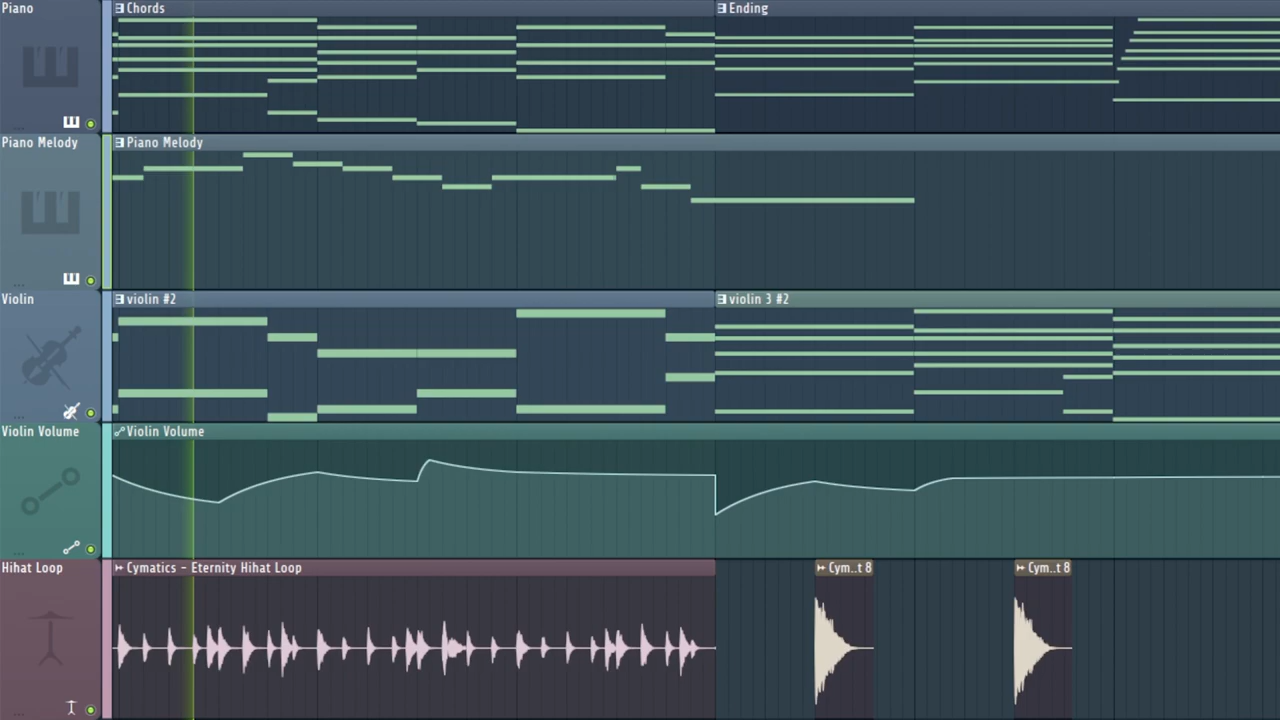 Piano
Chords
Ending
Piano Melody
Piano Melody
Violin
violin #2
violin 3 #2
Violin Volume
Violin Volume
Hihat Loop
Cymatics - Eternity Hihat Loop
Cym..t 8
Cym..t 8